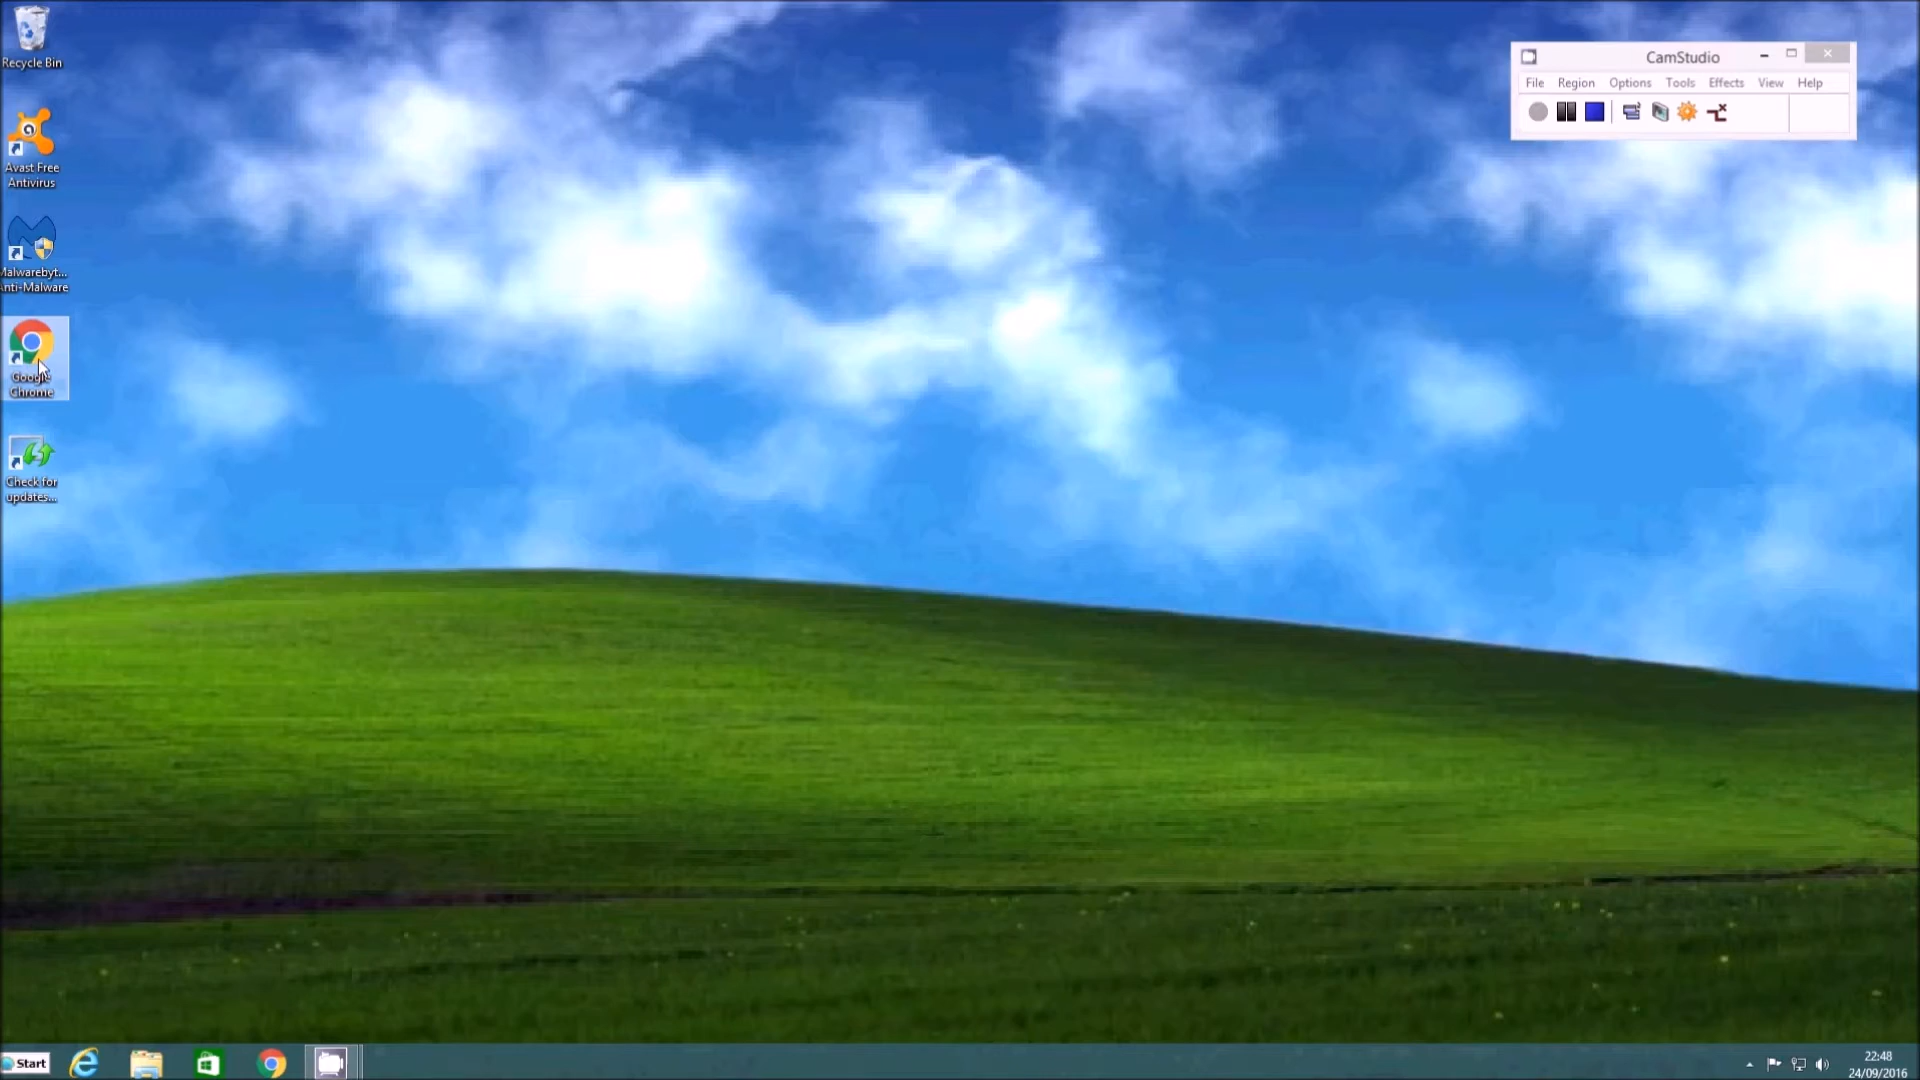 Recycle Bin
Avast Free
Antivirus
Malwarebyt...
Anti-Malware
Google
Chrome
Check for
updates...
CamStudio
File Region Options Tools Effects View Help
Start
22:48
24/09/2016